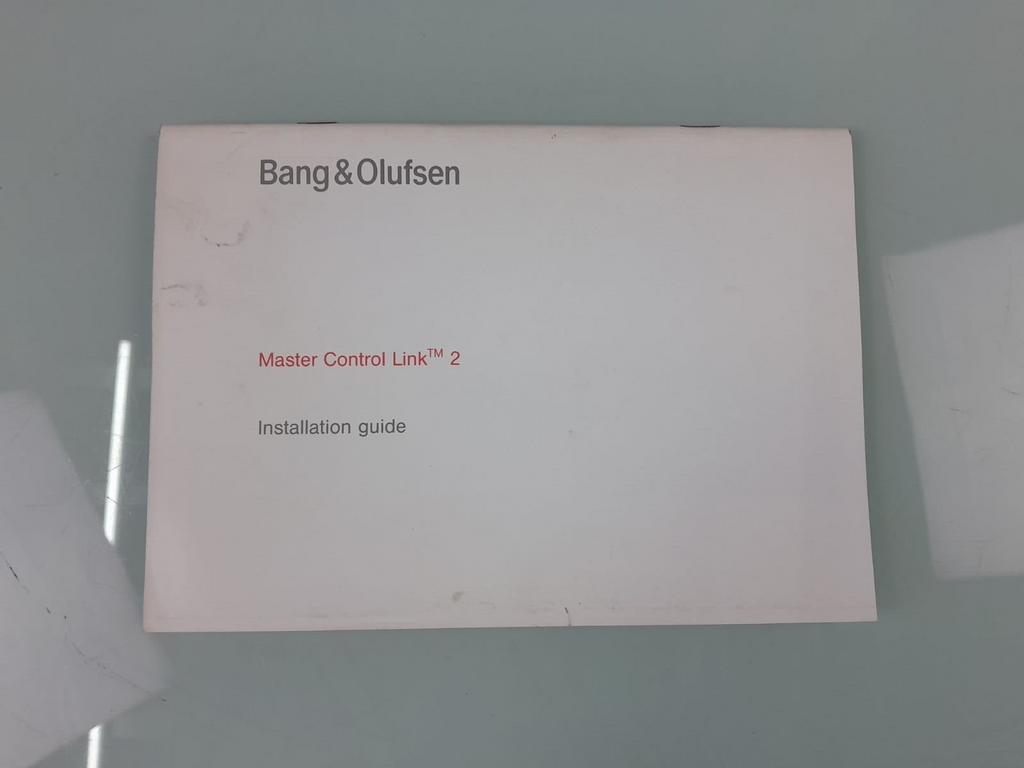 Bang&Olufsen
Master Control Link™ 2
Installation guide